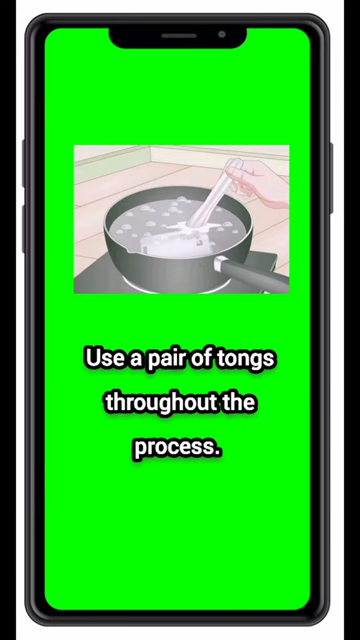 Use a pair of tongs
throughout the
process.